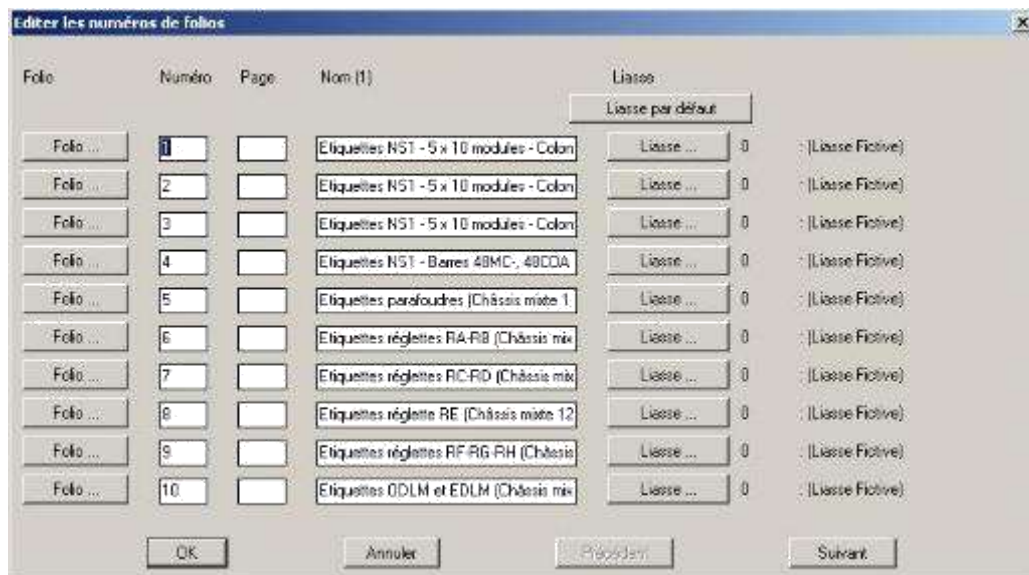 Editer les numéros de folios
Folio Numéro Page Nom (1) Liasse
Liasse par défaut
Folio ... 1 Etiquettes NS1 - 5 x 10 modules - Colon Liasse ... 0 : (Liasse Fictive)
Folio ... 2 Etiquettes NS1 - 5 x 10 modules - Colon Liasse ... 0 : (Liasse Fictive)
Folio ... 3 Etiquettes NS1 - 5 x 10 modules - Colon Liasse ... 0 : (Liasse Fictive)
Folio ... 4 Etiquettes NS1 - Barres 48MC-, 48CDA Liasse ... 0 : (Liasse Fictive)
Folio ... 5 Etiquettes parafoudres (Châssis mixte 1 Liasse ... 0 : (Liasse Fictive)
Folio ... 6 Etiquettes réglettes RA-RB (Châssis mix Liasse ... 0 : (Liasse Fictive)
Folio ... 7 Etiquettes réglettes RC-RD (Châssis mix Liasse ... 0 : (Liasse Fictive)
Folio ... 8 Etiquettes réglette RE (Châssis mixte 12 Liasse ... 0 : (Liasse Fictive)
Folio ... 9 Etiquettes réglettes RF-RG-RH (Châssis Liasse ... 0 : (Liasse Fictive)
Folio ... 10 Etiquettes ODLM et EDLM (Châssis mix Liasse ... 0 : (Liasse Fictive)
OK Annuler Précédent Suivant